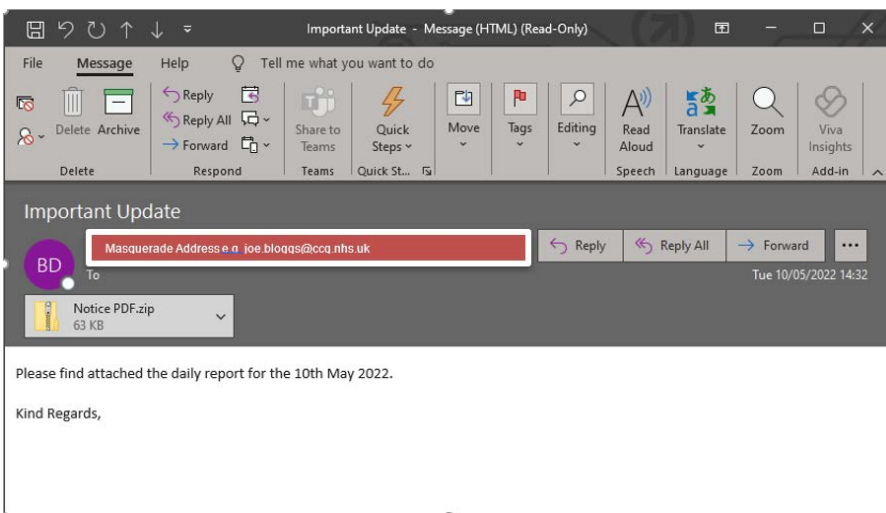 Important Update - Message (HTML) (Read-Only)
File Message Help Tell me what you want to do
Delete Archive
Reply
Reply All
Forward
Share to Teams
Quick Steps
Move
Tags
Editing
Read Aloud
Translate
Zoom
Viva Insights
Delete Respond Teams Quick St... Speech Language Zoom Add-in
Important Update
BD
Masquerade Address e.g. joe.bloggs@ccg.nhs.uk
Reply Reply All Forward
To
Tue 10/05/2022 14:32
Notice PDF.zip
63 KB
Please find attached the daily report for the 10th May 2022.
Kind Regards,